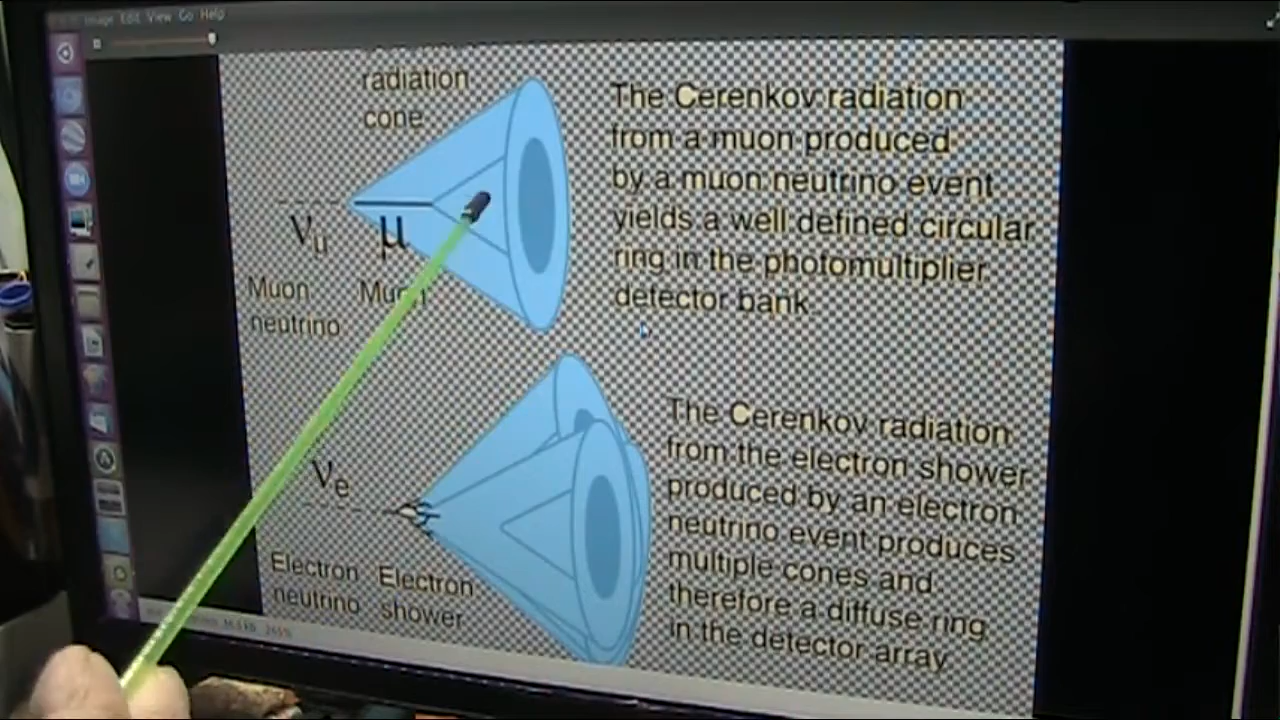 Image Edit View Go Help
radiation
cone
The Cerenkov radiation
from a muon produced
by a muon neutrino event
yields a well defined circular
ring in the photomultiplier
detector bank
νu
μ
Muon
neutrino
Muon
The Cerenkov radiation
from the electron shower
produced by an electron
neutrino event produces
multiple cones and
therefore a diffuse ring
in the detector array
νe
Electron
neutrino
Electron
shower